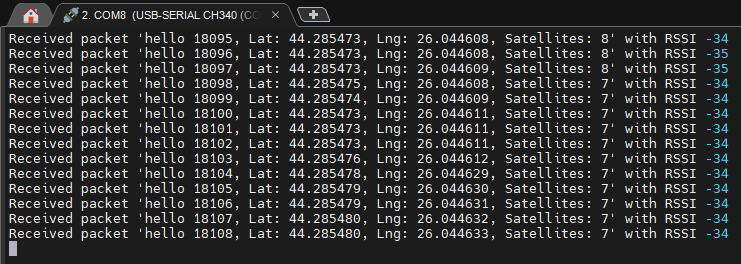 2. COM8 (USB-SERIAL CH340 (CO
Received packet 'hello 18095, Lat: 44.285473, Lng: 26.044608, Satellites: 8' with RSSI -34
Received packet 'hello 18096, Lat: 44.285473, Lng: 26.044608, Satellites: 8' with RSSI -35
Received packet 'hello 18097, Lat: 44.285473, Lng: 26.044609, Satellites: 8' with RSSI -35
Received packet 'hello 18098, Lat: 44.285475, Lng: 26.044608, Satellites: 7' with RSSI -34
Received packet 'hello 18099, Lat: 44.285474, Lng: 26.044609, Satellites: 7' with RSSI -34
Received packet 'hello 18100, Lat: 44.285473, Lng: 26.044611, Satellites: 7' with RSSI -34
Received packet 'hello 18101, Lat: 44.285473, Lng: 26.044611, Satellites: 7' with RSSI -34
Received packet 'hello 18102, Lat: 44.285473, Lng: 26.044611, Satellites: 7' with RSSI -34
Received packet 'hello 18103, Lat: 44.285476, Lng: 26.044612, Satellites: 7' with RSSI -34
Received packet 'hello 18104, Lat: 44.285478, Lng: 26.044629, Satellites: 7' with RSSI -34
Received packet 'hello 18105, Lat: 44.285479, Lng: 26.044630, Satellites: 7' with RSSI -34
Received packet 'hello 18106, Lat: 44.285479, Lng: 26.044631, Satellites: 7' with RSSI -34
Received packet 'hello 18107, Lat: 44.285480, Lng: 26.044632, Satellites: 7' with RSSI -34
Received packet 'hello 18108, Lat: 44.285480, Lng: 26.044633, Satellites: 7' with RSSI -34